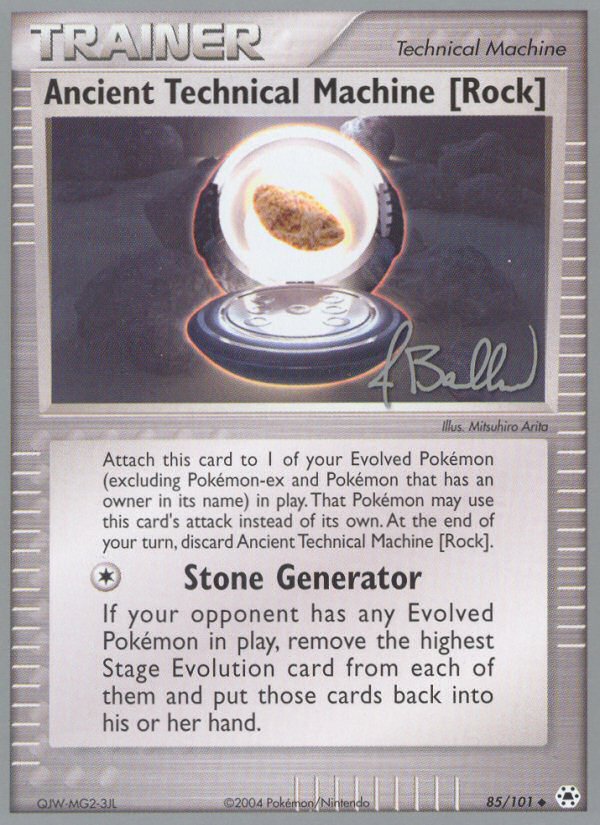 TRAINER
Technical Machine
Ancient Technical Machine [Rock]
Illus. Mitsuhiro Arita
Attach this card to 1 of your Evolved Pokémon
(excluding Pokémon-ex and Pokémon that has an
owner in its name) in play. That Pokémon may use
this card's attack instead of its own. At the end of
your turn, discard Ancient Technical Machine [Rock].
Stone Generator
If your opponent has any Evolved
Pokémon in play, remove the highest
Stage Evolution card from each of
them and put those cards back into
his or her hand.
QJW-MG2-3JL
©2004 Pokémon/Nintendo
85/101